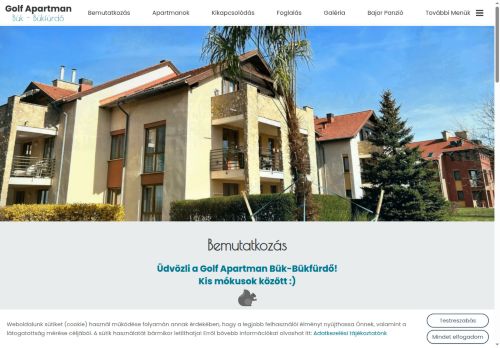 Golf Apartman
Bük - Bükfürdő
Bemutatkozás
Apartmanok
Kikapcsolódás
Foglalás
Galéria
Bajor Panzió
További Menük
Bemutatkozás
Üdvözli a Golf Apartman Bük-Bükfürdő!
Kis mókusok között :)
Weboldalunk sütiket (cookie) használ működése folyamán annak érdekében, hogy a legjobb felhasználói élményt nyújthassa Önnek, valamint a
látogatottság mérése céljából. A sütik használatát bármikor letilthatja! Erről bővebb információkat olvashat itt: Adatkezelési tájékoztatónk
Testreszabás
Mindet elfogadom